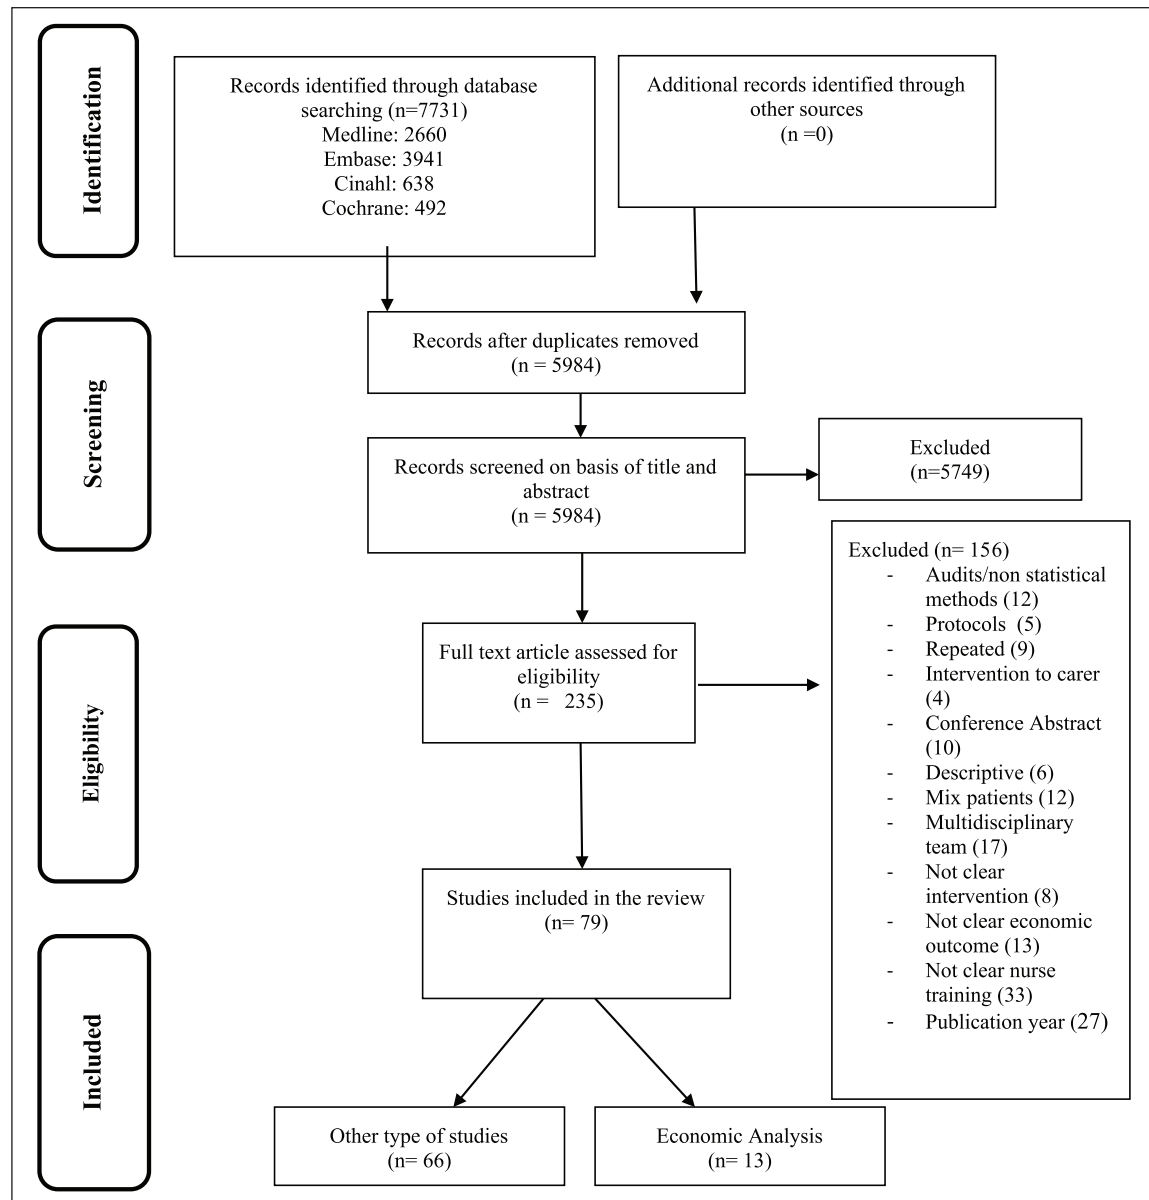 Identification
Records identified through database
searching (n=7731)
Medline: 2660
Embase: 3941
Cinahl: 638
Cochrane: 492
Additional records identified through
other sources
(n =0)
Screening
Records after duplicates removed
(n = 5984)
Records screened on basis of title and
abstract
(n = 5984)
Excluded
(n=5749)
Eligibility
Full text article assessed for
eligibility
(n =   235)
Excluded (n= 156)
- Audits/non statistical
methods (12)
- Protocols  (5)
- Repeated (9)
- Intervention to carer
(4)
- Conference Abstract
(10)
- Descriptive (6)
- Mix patients (12)
- Multidisciplinary
team (17)
- Not clear
intervention (8)
- Not clear economic
outcome (13)
- Not clear nurse
training (33)
- Publication year (27)
Studies included in the review
(n= 79)
Included
Other type of studies
(n= 66)
Economic Analysis
(n= 13)